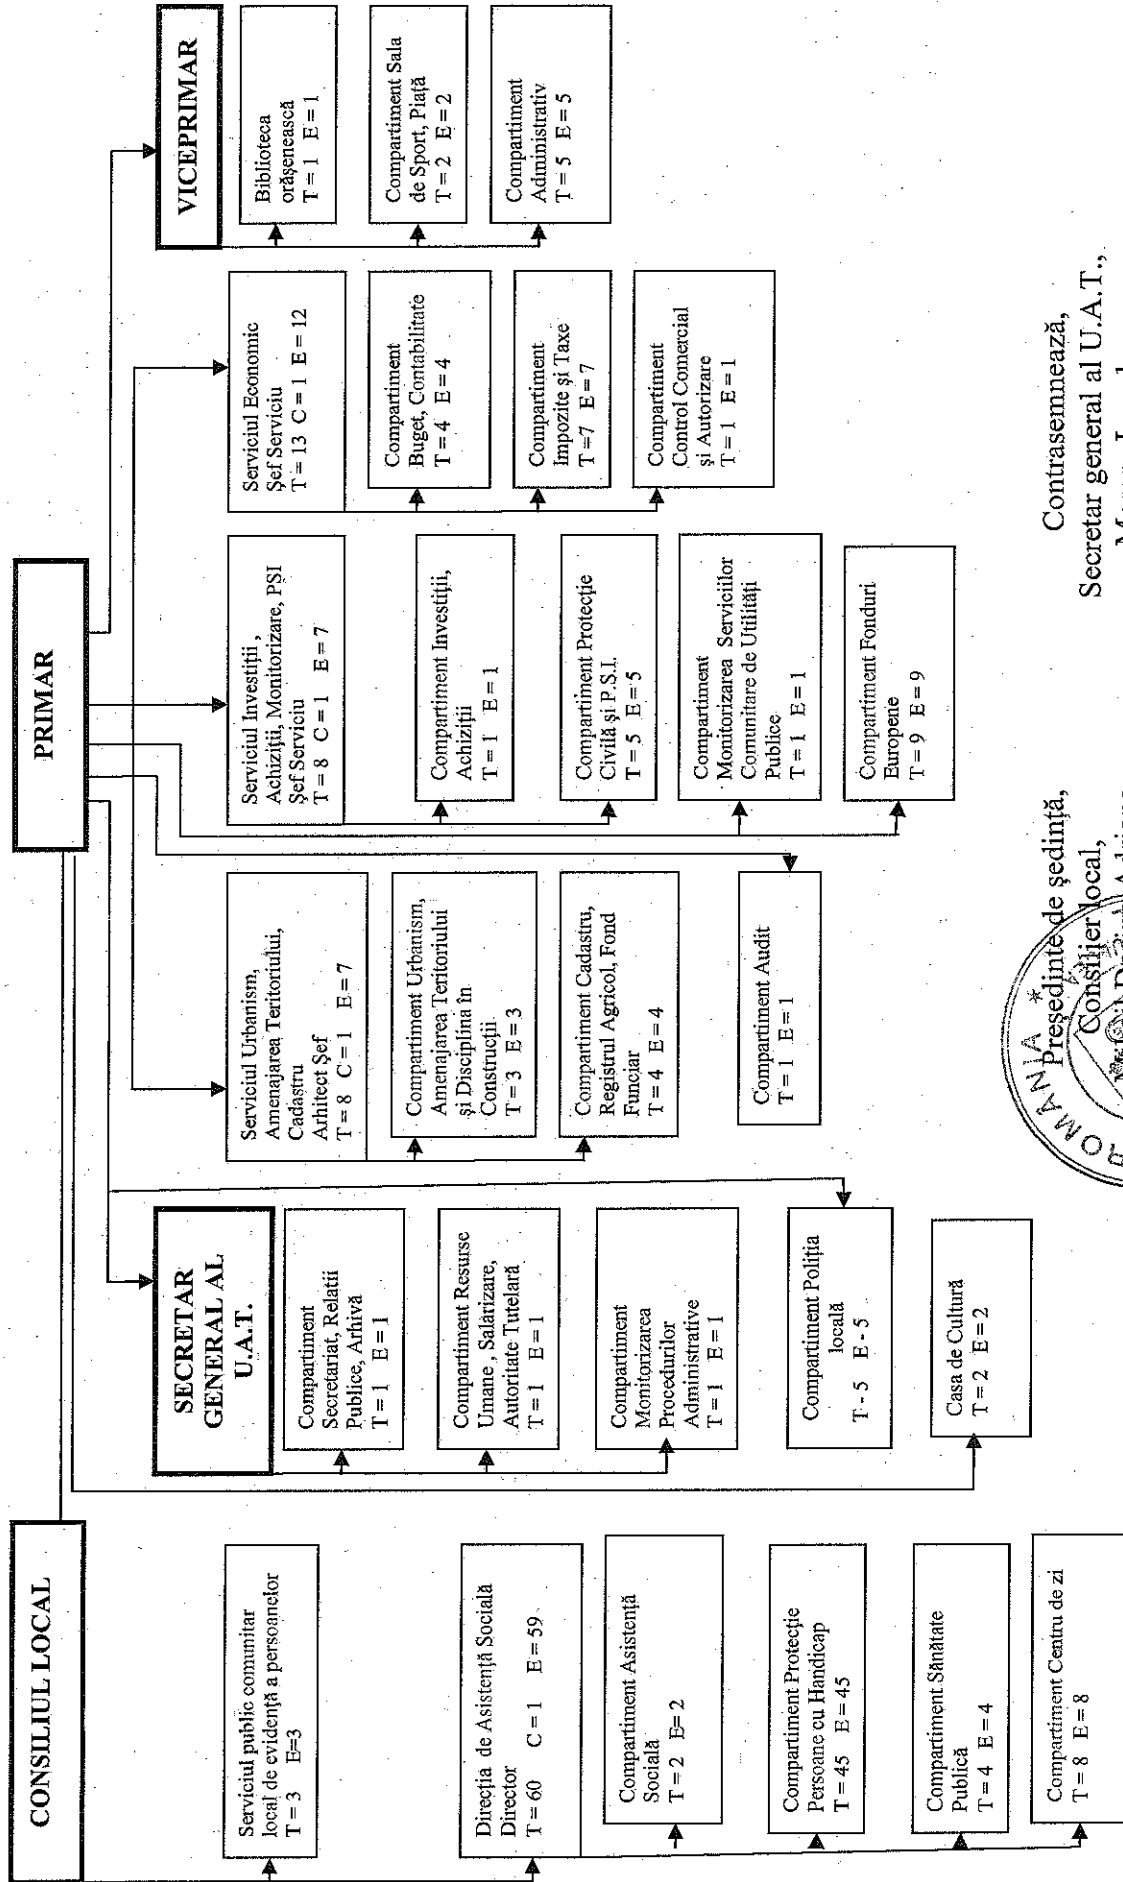 CONSILIUL LOCAL
Serviciul public comunitar
local de evidență a persoanelor
T = 3 E=3
Direcția de Asistență Socială
Director
T = 60 C = 1 E = 59
Compartiment Asistență
Socială
T = 2 E= 2
Compartiment Protecție
Persoane cu Handicap
T = 45 E = 45
Compartiment Sănătate
Publică
T = 4 E = 4
Compartiment Centru de zi
T = 8 E = 8
PRIMAR
SECRETAR
GENERAL AL
U.A.T.
Compartiment
Secretariat, Relatii
Publice, Arhivă
T = 1 E = 1
Compartiment Resurse
Umane , Salarizare,
Autoritate Tutelară
T = 1 E = 1
Compartiment
Monitorizarea
Procedurilor
Administrative
T = 1 E = 1
Compartiment Poliția
locală
T - 5 E - 5
Casa de Cultură
T = 2 E = 2
Serviciul Urbanism,
Amenajarea Teritoriului,
Cadastru
Arhitect Șef
T = 8 C = 1 E = 7
Compartiment Urbanism,
Amenajarea Teritoriului
și Disciplina în
Construcții
T = 3 E = 3
Compartiment Cadastru,
Registrul Agricol, Fond
Funciar
T = 4 E = 4
Compartiment Audit
T = 1 E = 1
Serviciul Investiții ,
Achiziții, Monitorizare, PSI
Șef Serviciu
T = 8 C = 1 E = 7
Compartiment Investiții,
Achiziții
T = 1 E = 1
Compartiment Protecție
Civilă și P.S.I.
T = 5 E = 5
Compartiment
Monitorizarea Serviciilor
Comunitare de Utilități
Publice
T = 1 E = 1
Compartiment Fonduri
Europene
T = 9 E = 9
Serviciul Economic
Șef Serviciu
T = 13 C = 1 E = 12
Compartiment
Buget, Contabilitate
T = 4 E = 4
Compartiment
Impozite și Taxe
T =7 E = 7
Compartiment
Control Comercial
și Autorizare
T = 1 E = 1
VICEPRIMAR
Biblioteca
orășenească
T = 1 E = 1
Compartiment Sala
de Sport, Piață
T = 2 E = 2
Compartiment
Administrativ
T = 5 E = 5
Președinte de ședință,
Consilier local,
ROMÂNIA *
Contrasemnează,
Secretar general al U.A.T.,